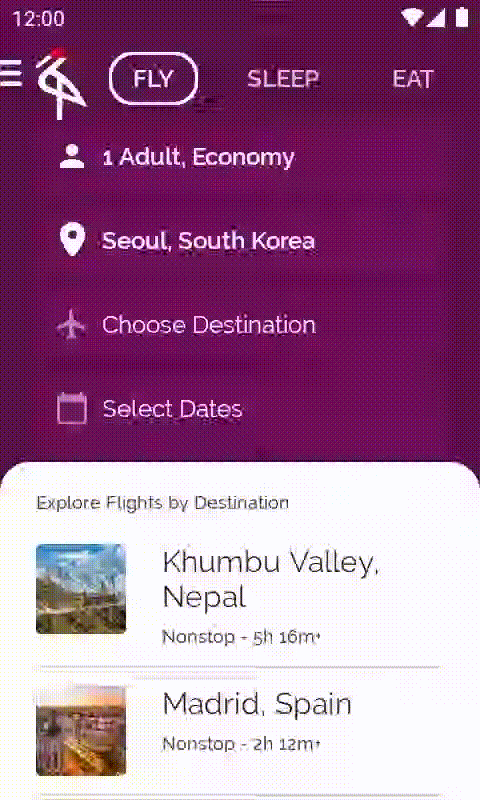 12:00
FLY SLEEP EAT
1 Adult, Economy
Seoul, South Korea
Choose Destination
Select Dates
Explore Flights by Destination
Khumbu Valley,
Nepal
Nonstop - 5h 16m+
Madrid, Spain
Nonstop - 2h 12m+